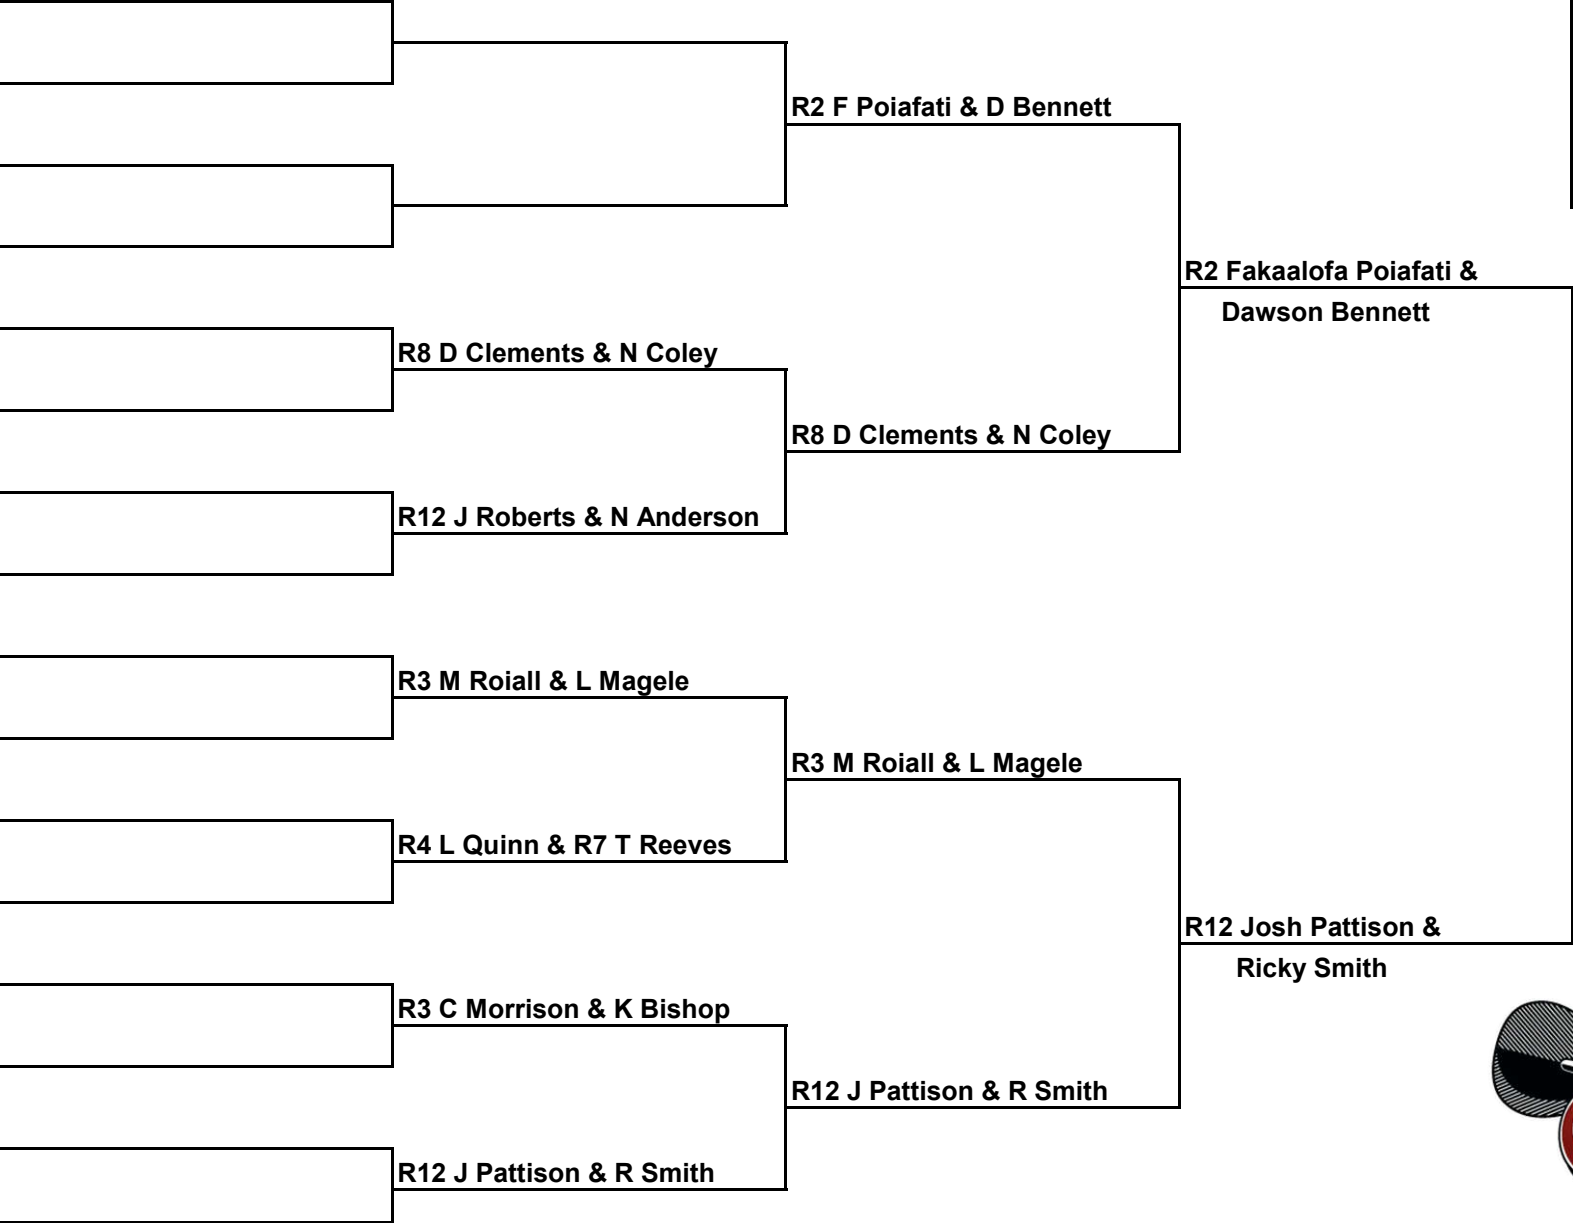 R2 F Poiafati & D Bennett
R2 Fakaalofa Poiafati &
Dawson Bennett
R8 D Clements & N Coley
R8 D Clements & N Coley
R12 J Roberts & N Anderson
R3 M Roiall & L Magele
R3 M Roiall & L Magele
R4 L Quinn & R7 T Reeves
R12 Josh Pattison &
Ricky Smith
R3 C Morrison & K Bishop
R12 J Pattison & R Smith
R12 J Pattison & R Smith